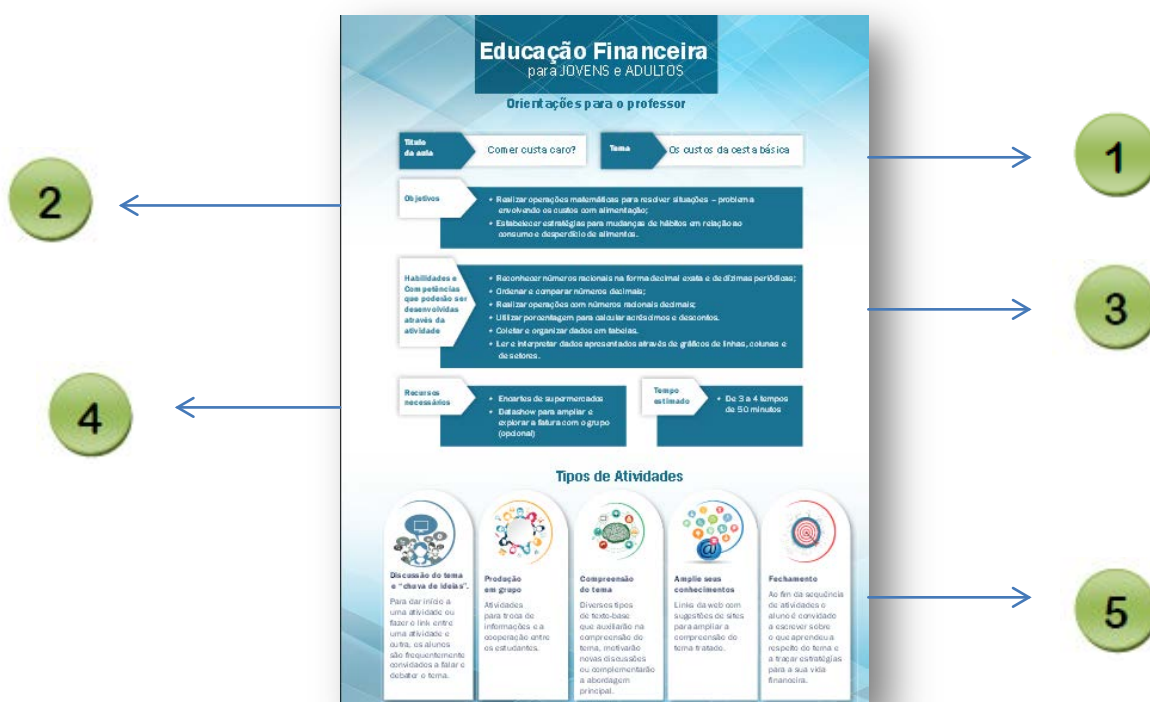 Educação Financeira
para JOVENS e ADULTOS
Orientações para o professor
Título
da aula
Comer custa caro?
Tema
Os custos da cesta básica
1
2
Objetivos
• Realizar operações matemáticas para resolver situações – problema
envolvendo os custos com alimentação;
• Estabelecer estratégias para mudanças de hábitos em relação ao
consumo e desperdício de alimentos.
Habilidades e
Competências
que poderão ser
desenvolvidas
através da
atividade
• Reconhecer números racionais na forma decimal exata e de dízimas periódicas;
• Ordenar e comparar números decimais;
• Realizar operações com números racionais decimais;
• Utilizar porcentagem para calcular acréscimos e descontos.
• Coletar e organizar dados em tabelas.
• Ler e interpretar dados apresentados através de gráficos de linhas, colunas e
de setores.
3
4
Recursos
necessários
• Encartes de supermercados
• Datashow para ampliar e
explorar a fatura com o grupo
(opcional)
Tempo
estimado
• De 3 a 4 tempos
de 50 minutos
Tipos de Atividades
Discussão do tema
e "chuva de ideias".
Para dar início a
uma atividade ou
fazer o link entre
uma atividade e
outra, os alunos
são frequentemente
convidados a falar e
debater o tema.
Produção
em grupo
Atividades
para troca de
informações e a
cooperação entre
os estudantes.
Compreensão
do tema
Diversos tipos
de texto-base
que auxiliarão na
compreensão do
tema, motivarão
novas discussões
ou complementarão
a abordagem
principal.
@
Amplie seus
conhecimentos
Links da web com
sugestões de sites
para ampliar a
compreensão do
tema tratado.
Fechamento
Ao fim da sequência
de atividades o
aluno é convidado
a escrever sobre
o que aprendeu a
respeito do tema e
a traçar estratégias
para a sua vida
financeira.
5